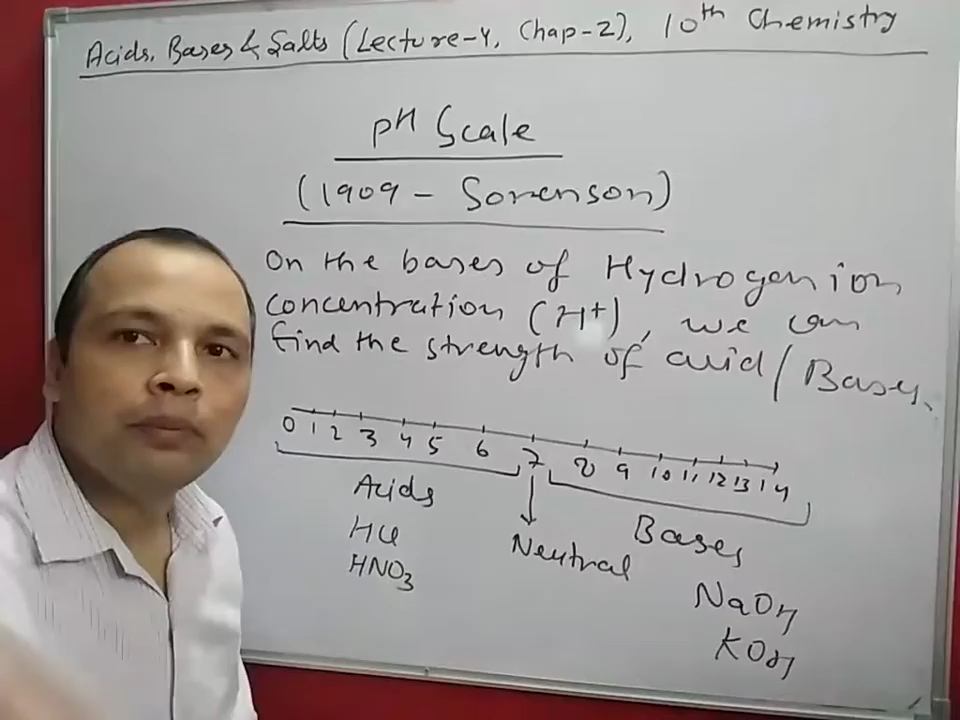 Acids, Bases & Salts (Lecture-4, Chap-2), 10th Chemistry
pH Scale
(1909 - Sorenson)
On the bases of Hydrogen ion
concentration (H+), we can
find the strength of acid/Bases.
0 1 2 3 4 5 6 7 8 9 10 11 12 13 14
Acids
Neutral
Bases
HCl
HNO3
NaOH
KOH